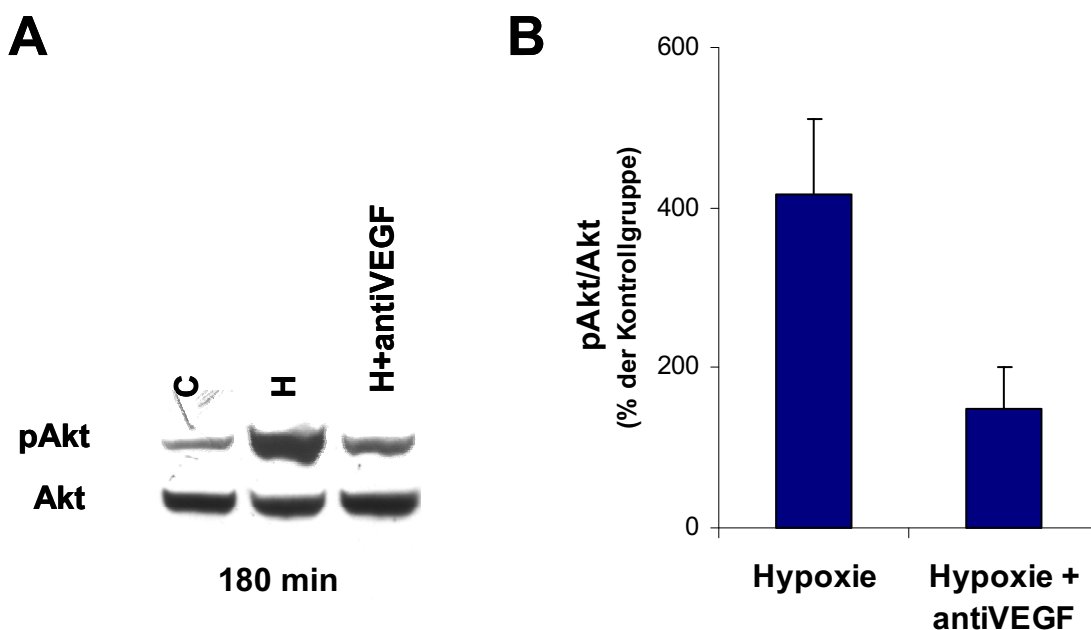 A
C
H
H+antiVEGF
pAkt
Akt
180 min
B
pAkt/Akt
(% der Kontrollgruppe)
600
400
200
0
Hypoxie
Hypoxie +
antiVEGF